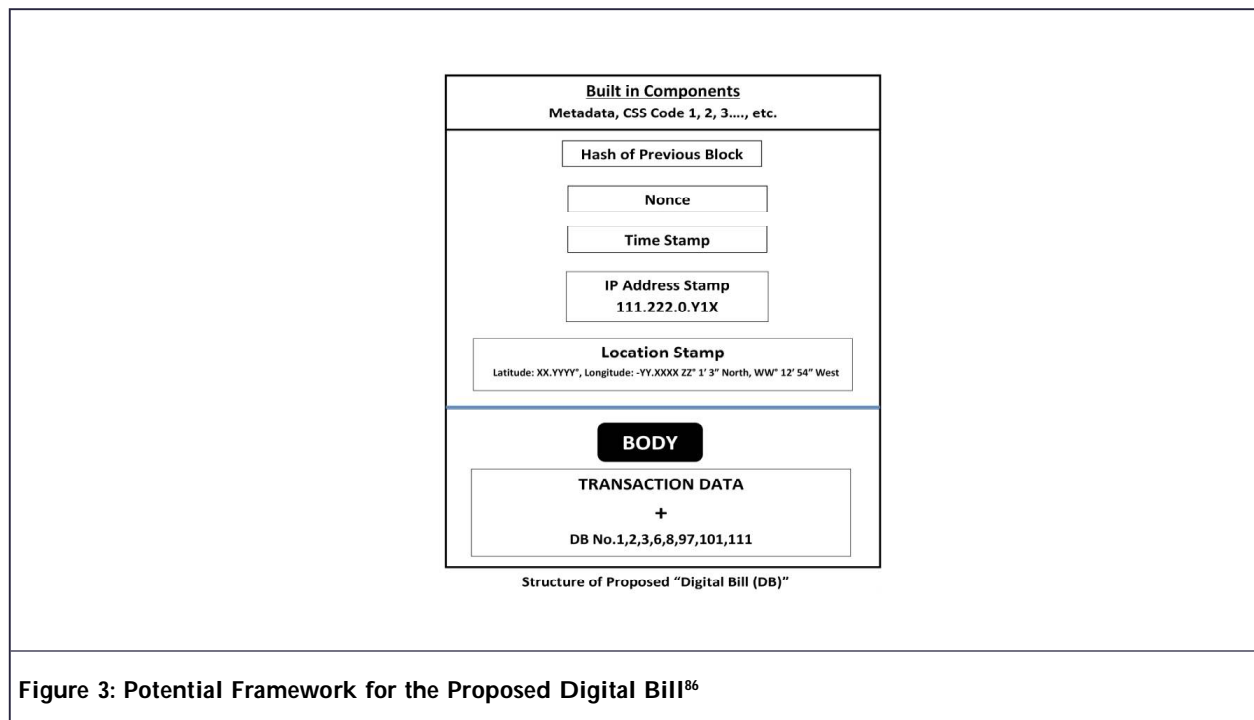 Built in Components
Metadata, CSS Code 1, 2, 3...., etc.
Hash of Previous Block
Nonce
Time Stamp
IP Address Stamp
111.222.0.Y1X
Location Stamp
Latitude: XX.YYYY°, Longitude: -YY.XXXX ZZ° 1’ 3” North, WW° 12’ 54” West
BODY
TRANSACTION DATA
+
DB No.1,2,3,6,8,97,101,111
Structure of Proposed “Digital Bill (DB)”
Figure 3: Potential Framework for the Proposed Digital Bill⁸⁶